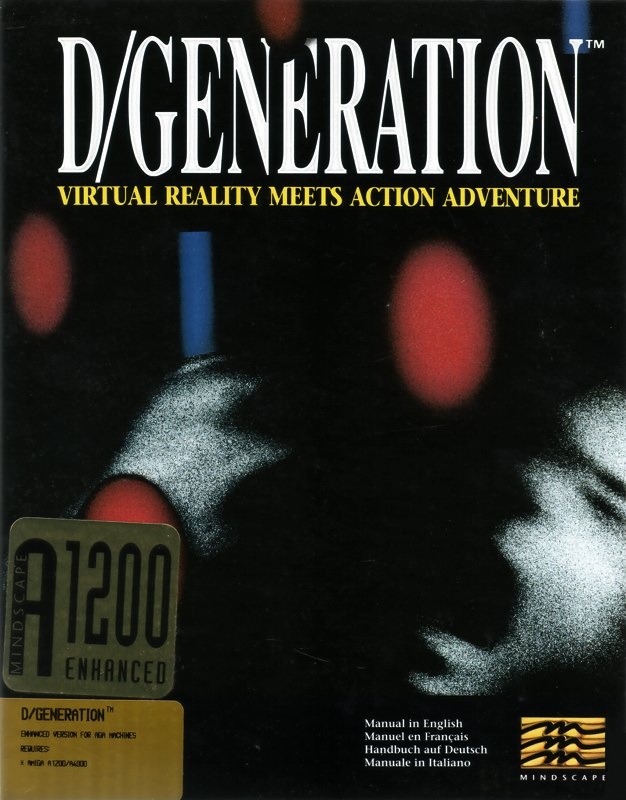 D/GENERATION™
VIRTUAL REALITY MEETS ACTION ADVENTURE
MINDSCAPE
A1200
ENHANCED
D/GENERATION™
ENHANCED VERSION FOR AGA MACHINES
REQUIRES:
AMIGA A1200/A4000
Manual in English
Manuel en Français
Handbuch auf Deutsch
Manuale in Italiano
MINDSCAPE